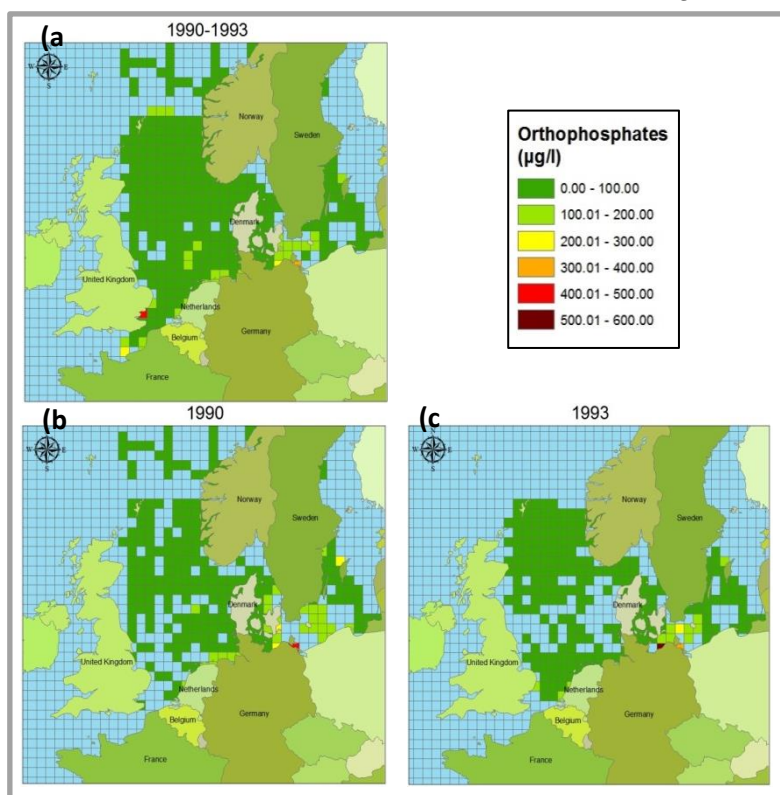 (a
1990-1993
N
W E
S
Norway
Sweden
Denmark
United Kingdom
Netherlands
Belgium
Germany
France
Orthophosphates
(µg/l)
0.00 - 100.00
100.01 - 200.00
200.01 - 300.00
300.01 - 400.00
400.01 - 500.00
500.01 - 600.00
(b
1990
N
W E
S
Norway
Sweden
Denmark
United Kingdom
Netherlands
Belgium
Germany
France
(c
1993
N
W E
S
Norway
Sweden
Denmark
United Kingdom
Netherlands
Belgium
Germany
France